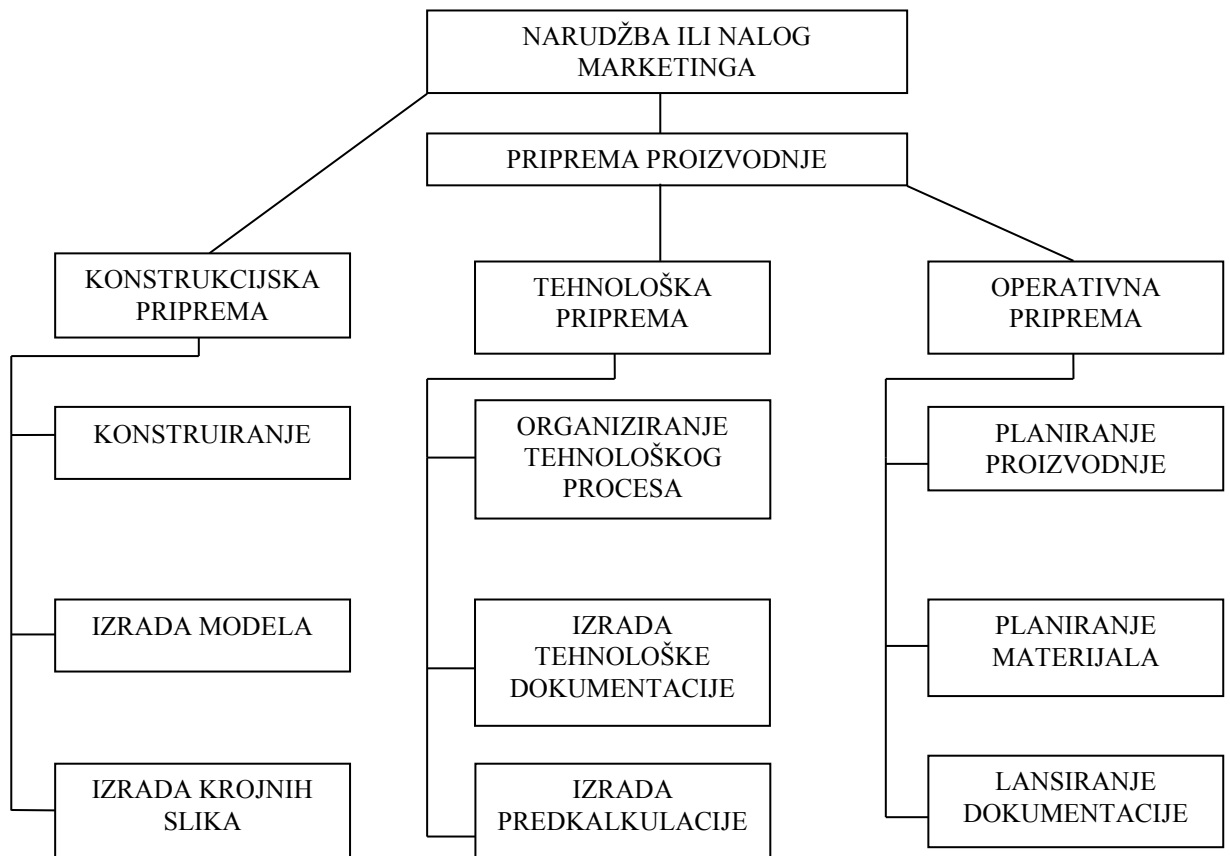 NARUDŽBA ILI NALOG
MARKETINGA
PRIPREMA PROIZVODNJE
KONSTRUKCIJSKA
PRIPREMA
TEHNOLOŠKA
PRIPREMA
OPERATIVNA
PRIPREMA
KONSTRUIRANJE
ORGANIZIRANJE
TEHNOLOŠKOG
PROCESA
PLANIRANJE
PROIZVODNJE
IZRADA MODELA
IZRADA
TEHNOLOŠKE
DOKUMENTACIJE
PLANIRANJE
MATERIJALA
IZRADA KROJNIH
SLIKA
IZRADA
PREDKALKULACIJE
LANSIRANJE
DOKUMENTACIJE